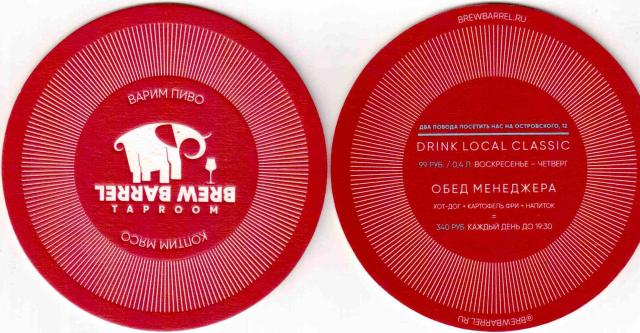 ВАРИМ ПИВО
BREW BARREL
TAPROOM
КОПТИМ МЯСО
BREWBARREL.RU
ДВА ПОВОДА ПОСЕТИТЬ НАС НА ОСТРОВСКОГО, 12
DRINK LOCAL CLASSIC
99 РУБ. / 0,4 Л. ВОСКРЕСЕНЬЕ – ЧЕТВЕРГ
ОБЕД МЕНЕДЖЕРА
ХОТ-ДОГ + КАРТОФЕЛЬ ФРИ + НАПИТОК
=
340 РУБ. КАЖДЫЙ ДЕНЬ ДО 19:30
@BREWBARREL.RU